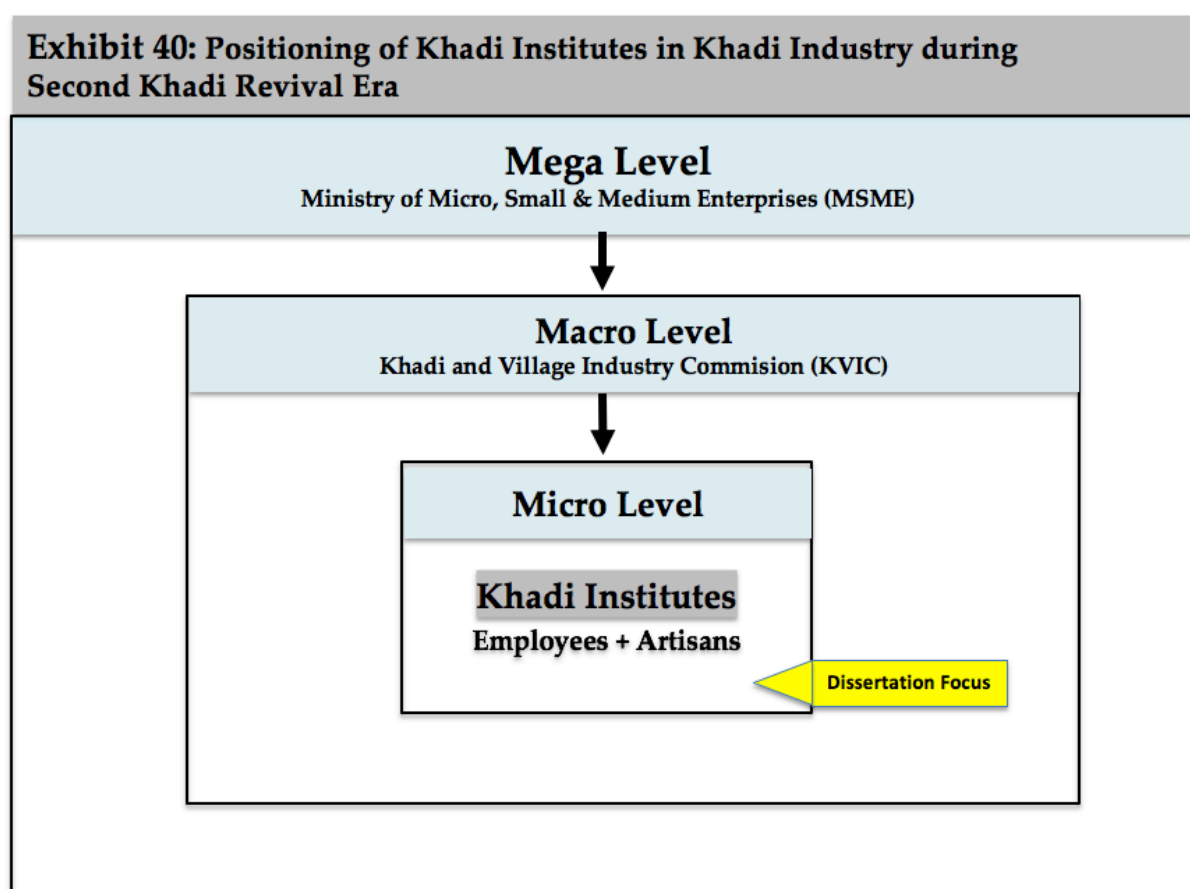 Exhibit 40: Positioning of Khadi Institutes in Khadi Industry during
Second Khadi Revival Era
Mega Level
Ministry of Micro, Small & Medium Enterprises (MSME)
Macro Level
Khadi and Village Industry Commision (KVIC)
Micro Level
Khadi Institutes
Employees + Artisans
Dissertation Focus